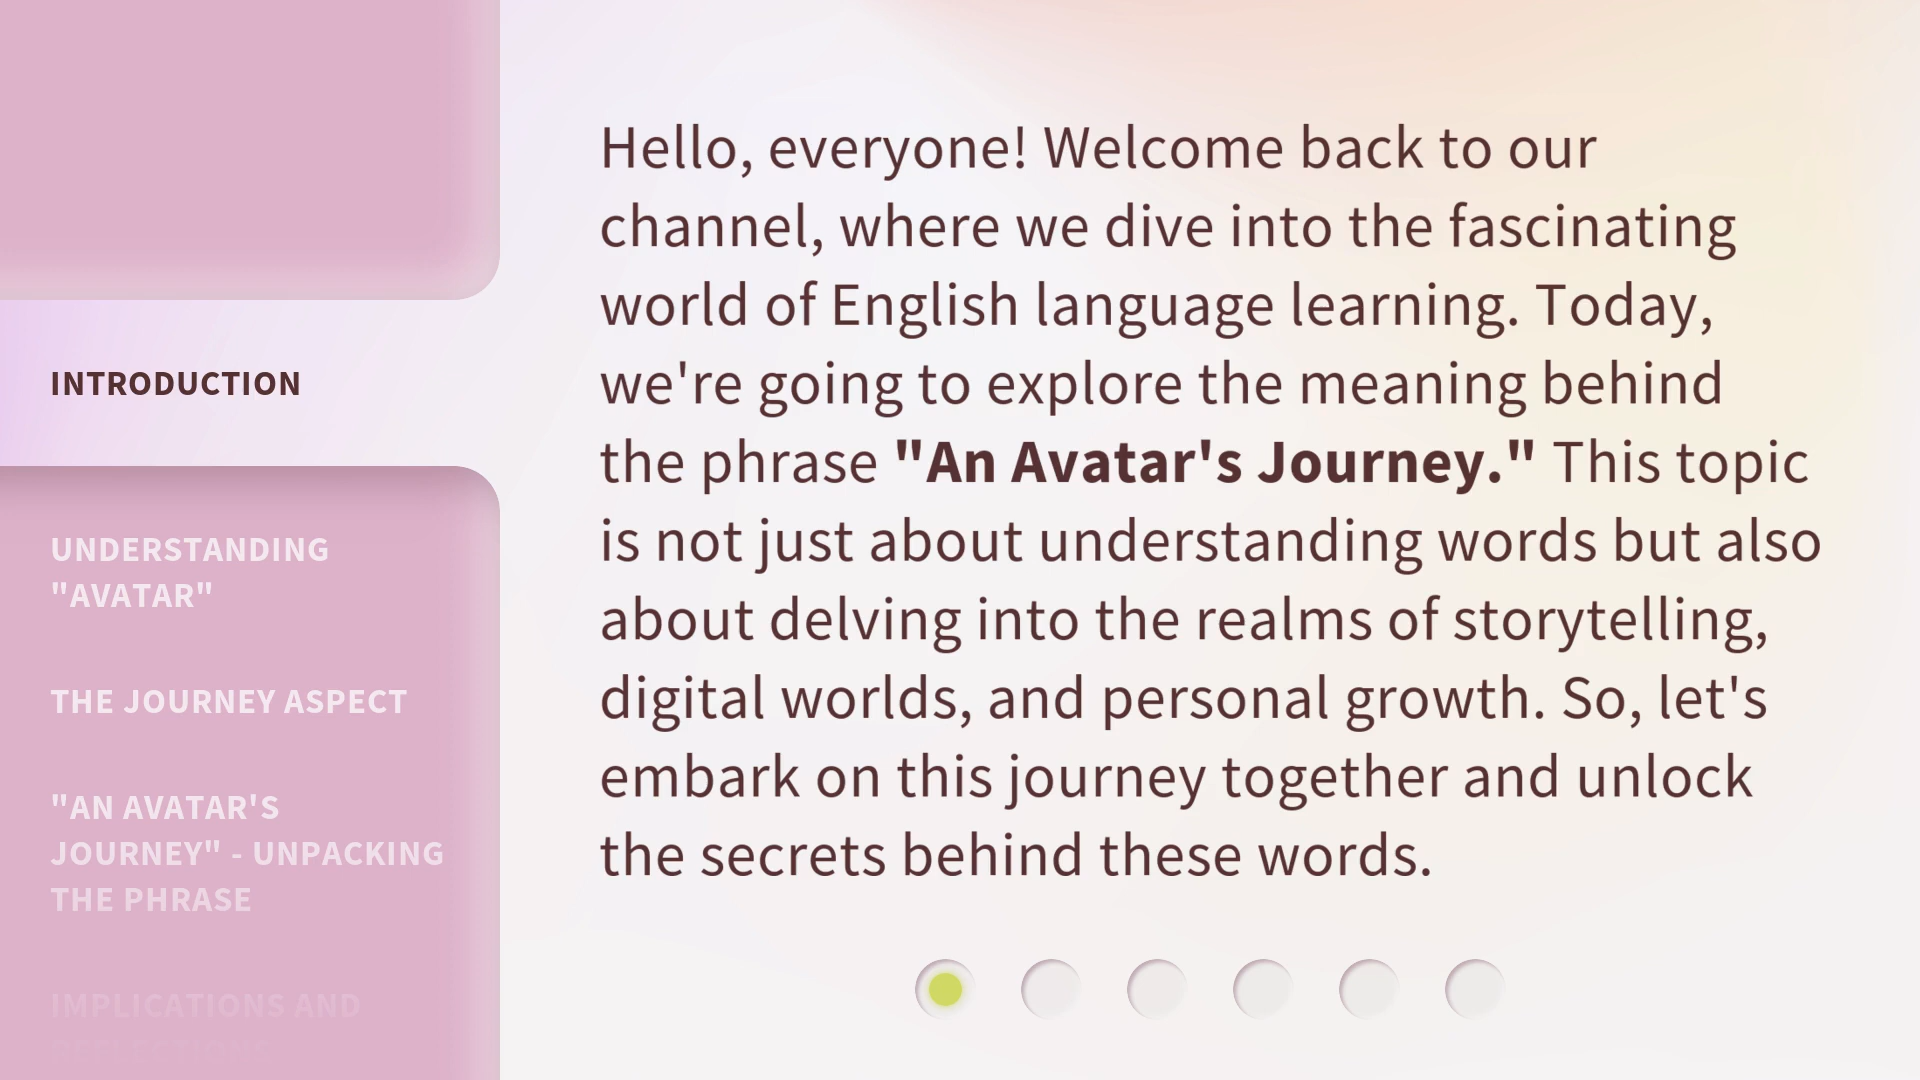 INTRODUCTION
UNDERSTANDING
"AVATAR"
THE JOURNEY ASPECT
"AN AVATAR'S
JOURNEY" - UNPACKING
THE PHRASE
IMPLICATIONS AND
REFLECTIONS
Hello, everyone! Welcome back to our
channel, where we dive into the fascinating
world of English language learning. Today,
we're going to explore the meaning behind
the phrase "An Avatar's Journey." This topic
is not just about understanding words but also
about delving into the realms of storytelling,
digital worlds, and personal growth. So, let's
embark on this journey together and unlock
the secrets behind these words.